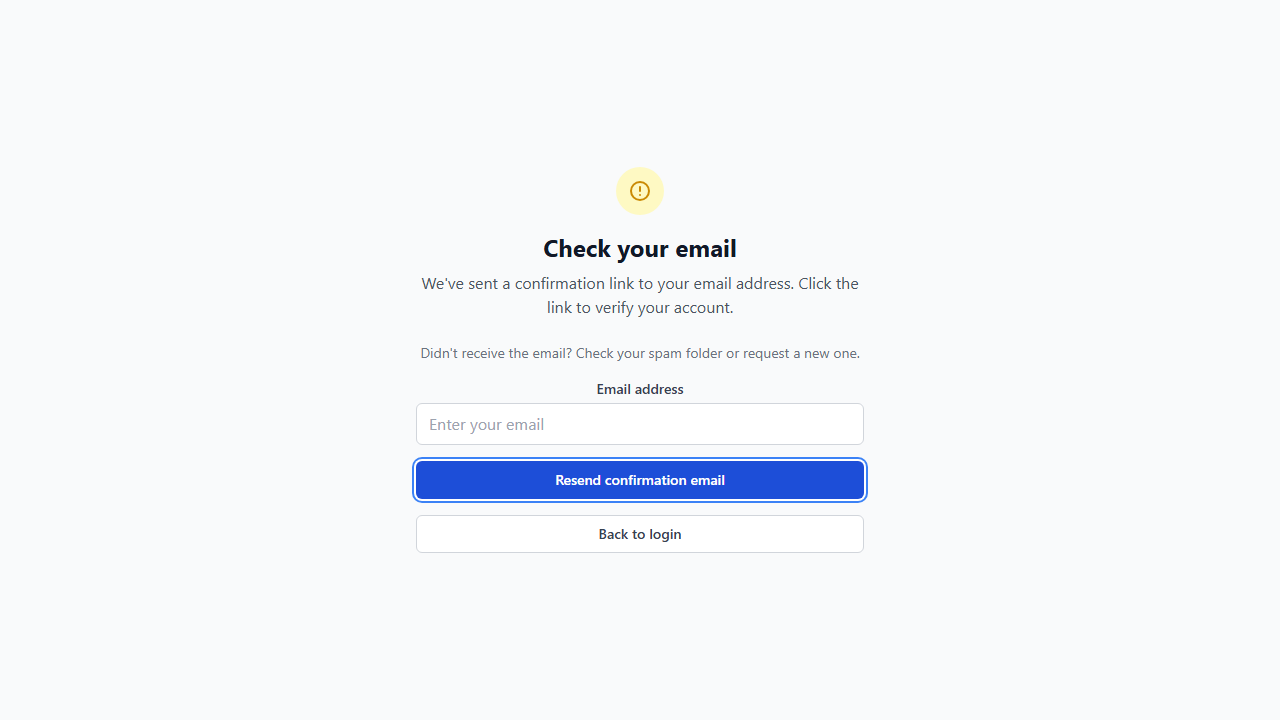 Check your email
We've sent a confirmation link to your email address. Click the
link to verify your account.
Didn't receive the email? Check your spam folder or request a new one.
Email address
Enter your email
Resend confirmation email
Back to login